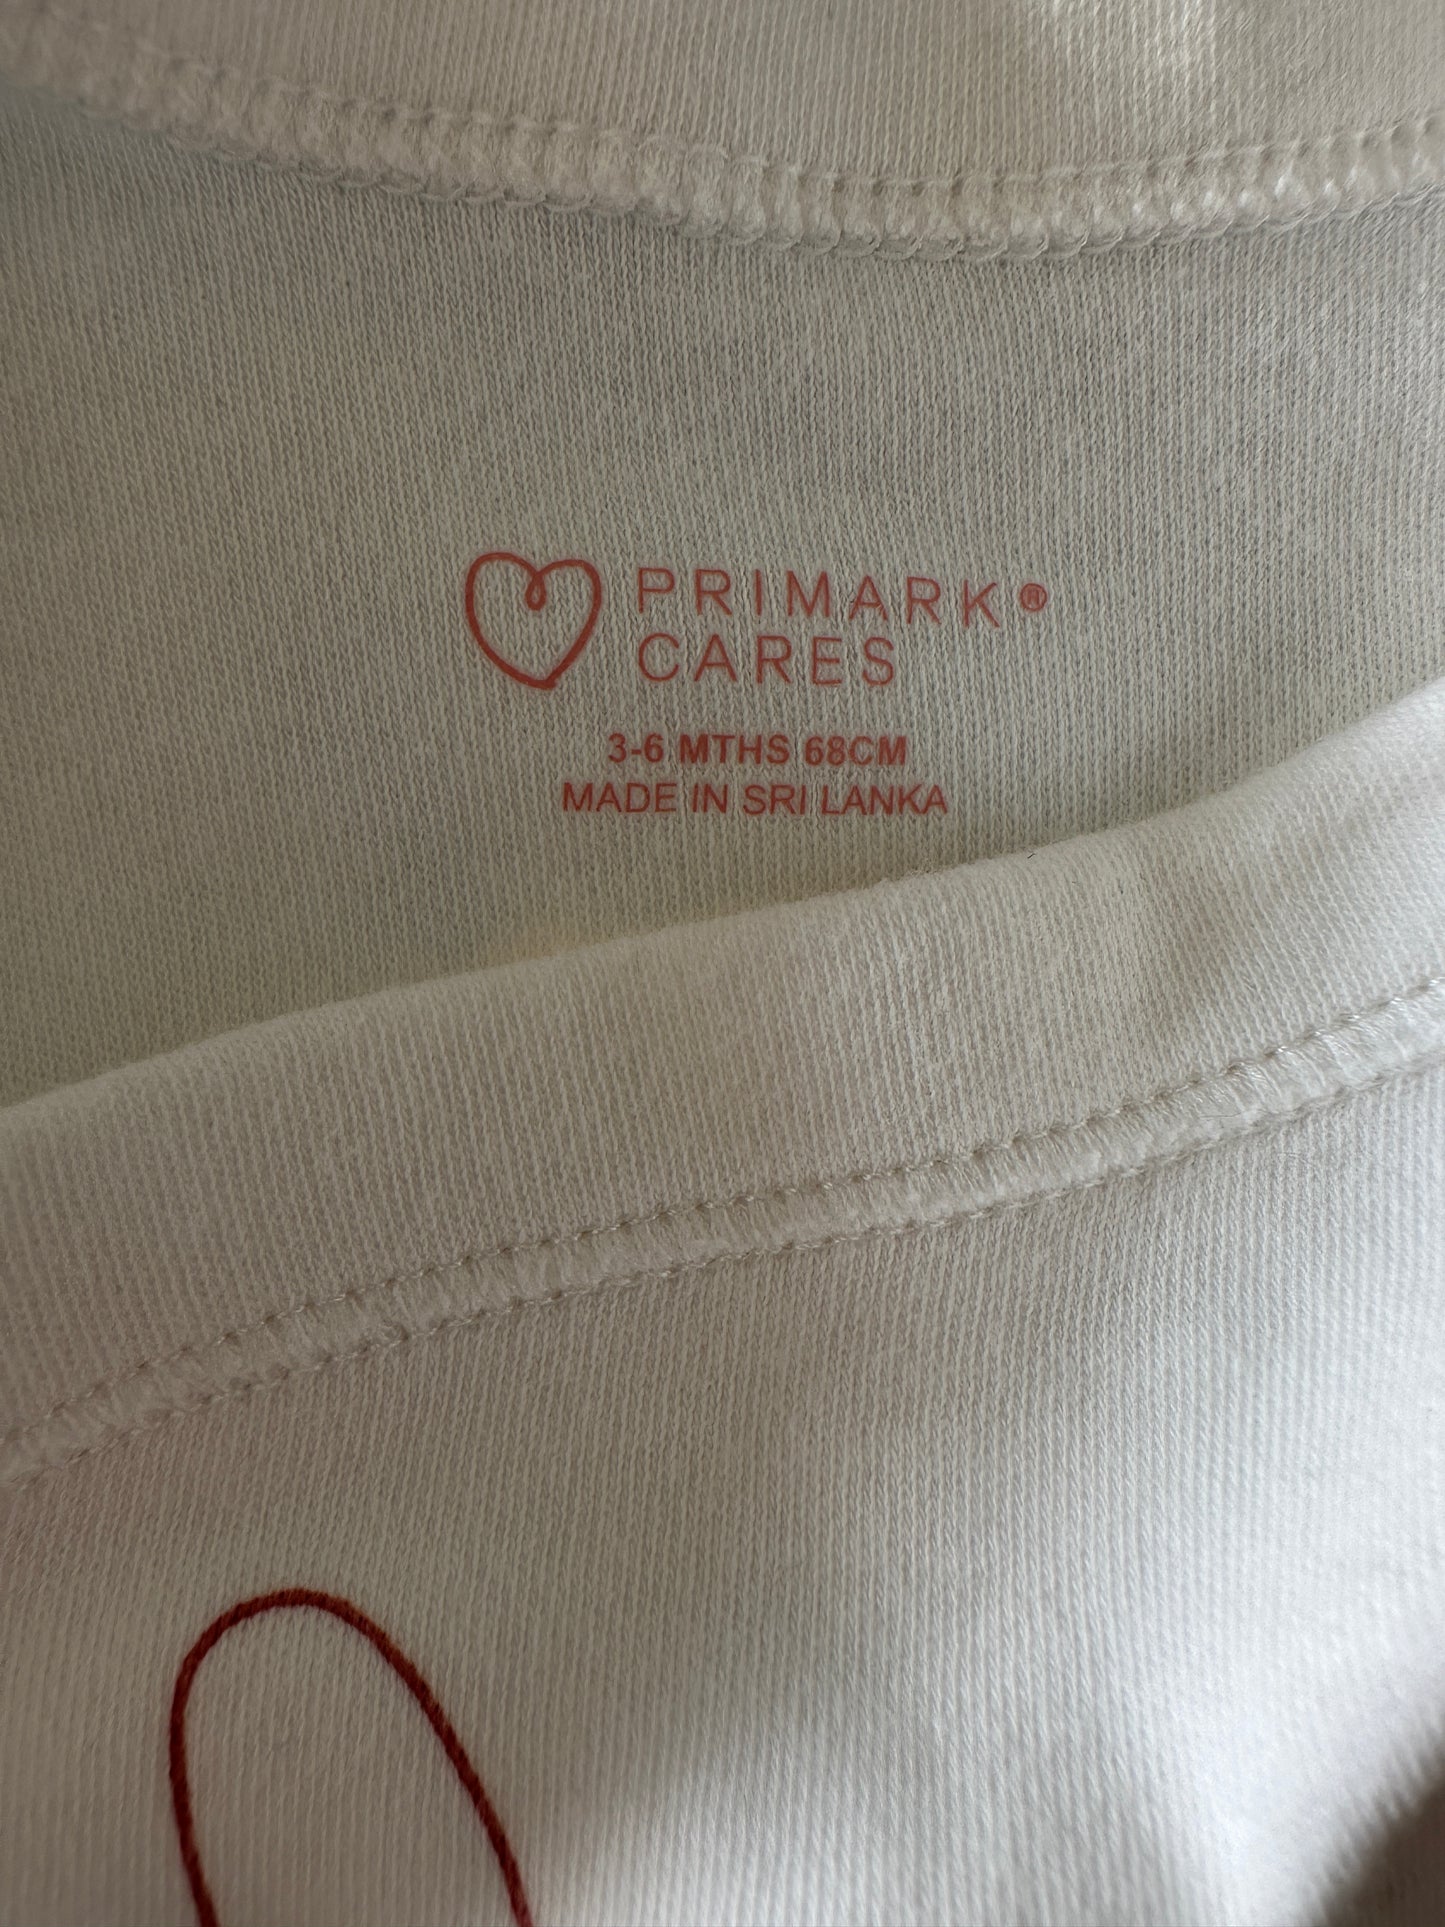 PRIMARK®
CARES
3-6 MTHS 68CM
MADE IN SRI LANKA